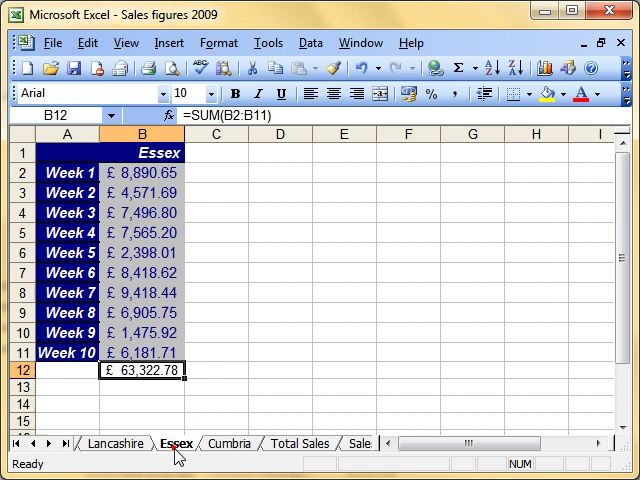 Microsoft Excel - Sales figures 2009
File Edit View Insert Format Tools Data Window Help
Arial 10 B I U
B12 fx =SUM(B2:B11)
A B C D E F G H I
1 Essex
2 Week 1 £ 8,890.65
3 Week 2 £ 4,571.69
4 Week 3 £ 7,496.80
5 Week 4 £ 7,565.20
6 Week 5 £ 2,398.01
7 Week 6 £ 8,418.62
8 Week 7 £ 9,418.44
9 Week 8 £ 6,905.75
10 Week 9 £ 1,475.92
11 Week 10 £ 6,181.71
12 £ 63,322.78
13
14
15
Lancashire Essex Cumbria Total Sales Sales
Ready NUM